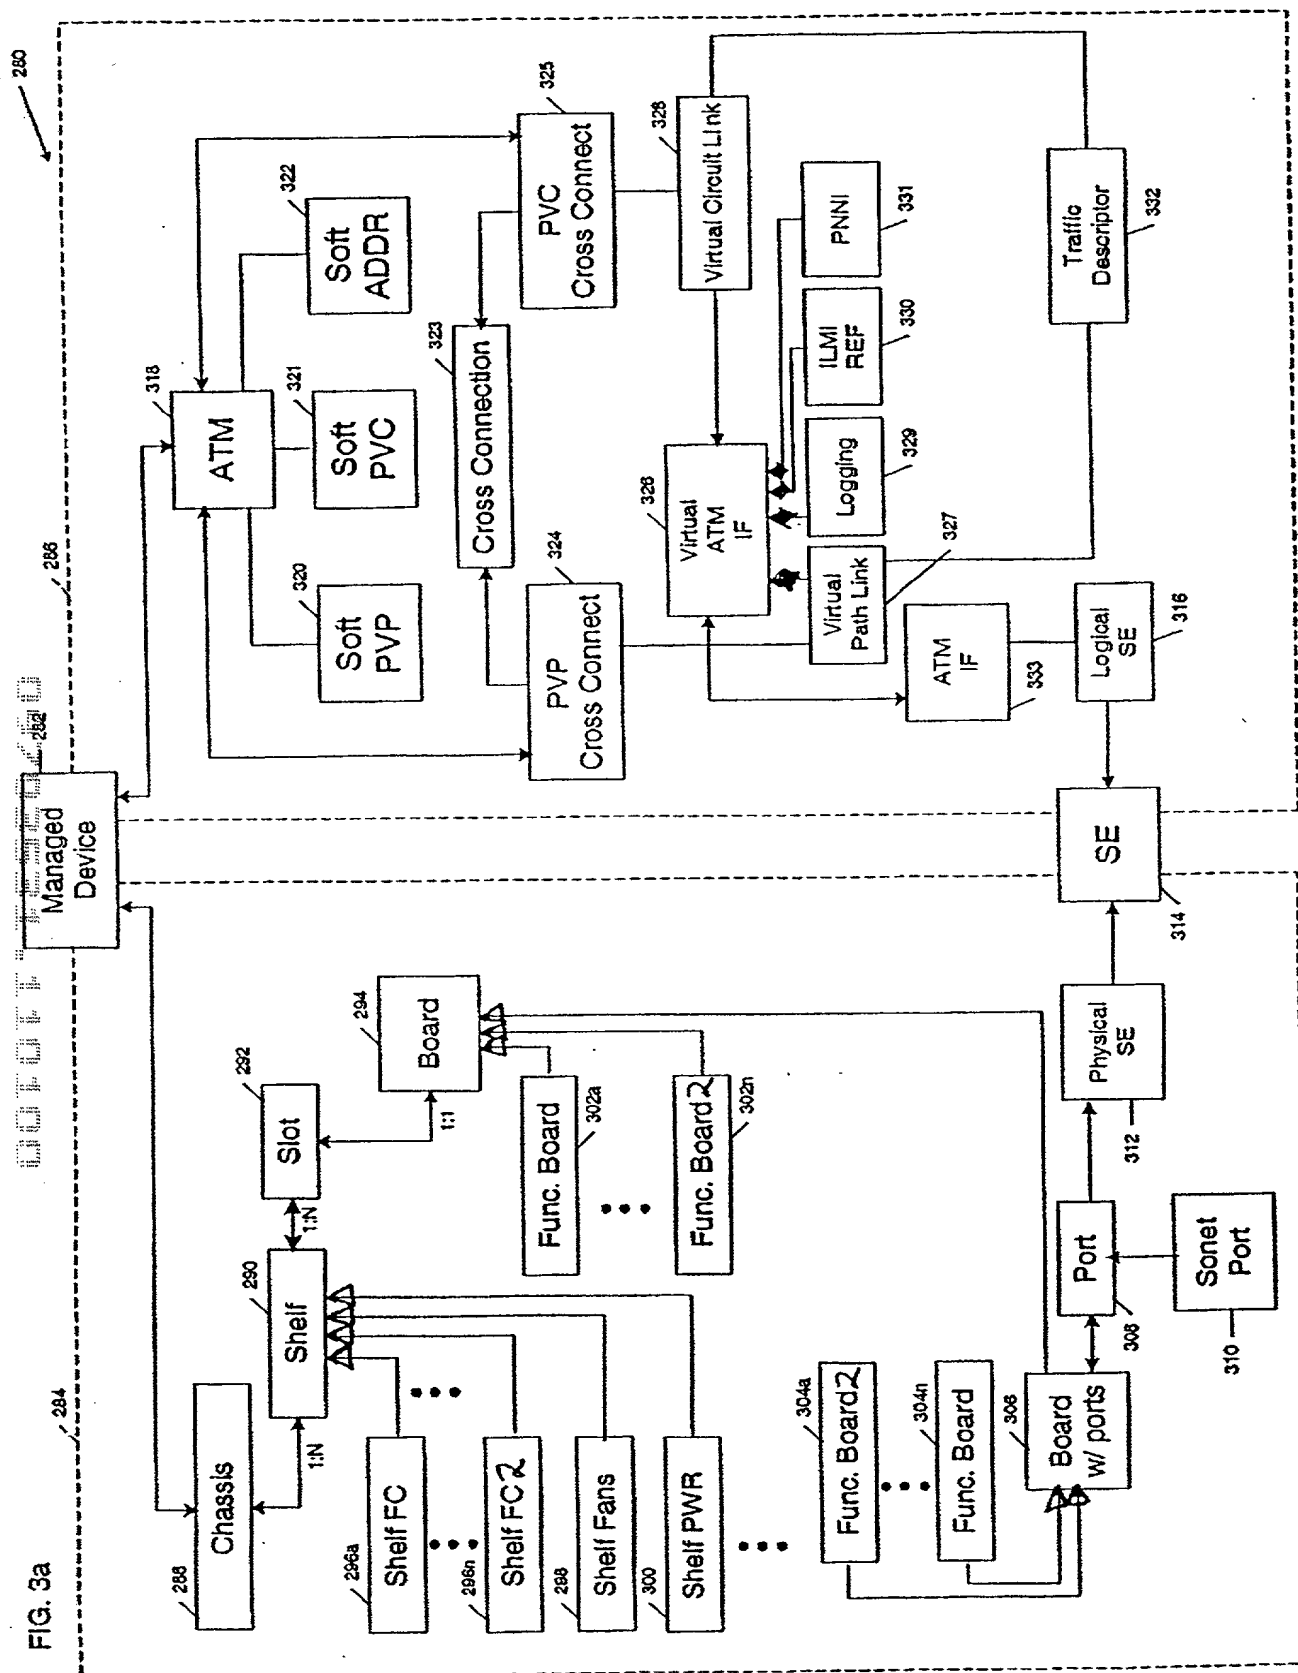 FIG. 3a
280
284
286
Managed
Device
282
Chassis
288
1:N
Shelf
290
1:N
Slot
292
1:1
Board
294
Shelf FC
296a
Shelf FC2
296n
Shelf Fans
298
Shelf PWR
300
Func. Board
302a
Func. Board2
302n
Func. Board2
304a
Func. Board
304n
Board
w/ ports
306
Port
308
Sonet
Port
310
Physical
SE
312
SE
314
Logical
SE
316
ATM
318
Soft
PVP
320
Soft
PVC
321
Soft
ADDR
322
Cross Connection
323
PVP
Cross Connect
324
PVC
Cross Connect
325
Virtual
ATM
IF
326
Virtual
Path Link
327
Virtual Circuit Link
328
Logging
329
ILMI
REF
330
PNNI
331
Traffic
Descriptor
332
ATM
IF
333